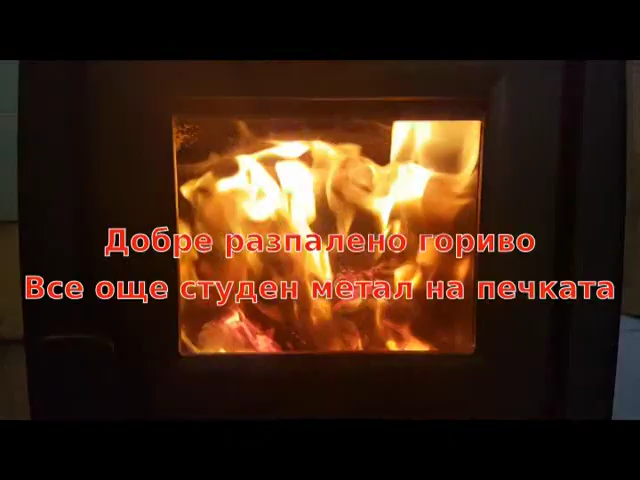 Добре разпалено гориво
Все още студен метал на печката